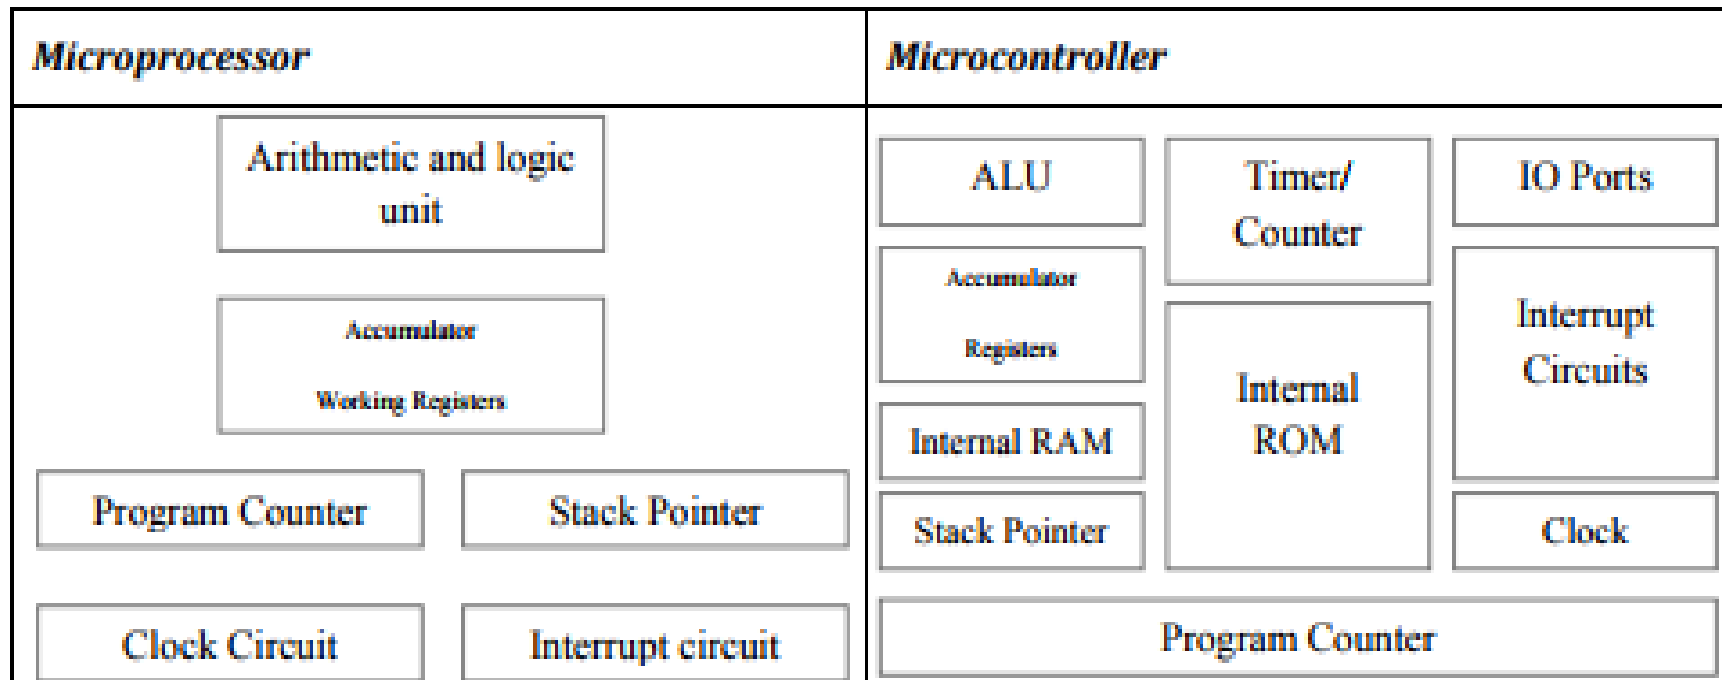 Microprocessor
Arithmetic and logic
unit
Accumulator
Working Registers
Program Counter
Stack Pointer
Clock Circuit
Interrupt circuit
Microcontroller
ALU
Timer/
Counter
IO Ports
Accumulator
Registers
Interrupt
Circuits
Internal
ROM
Internal RAM
Stack Pointer
Clock
Program Counter